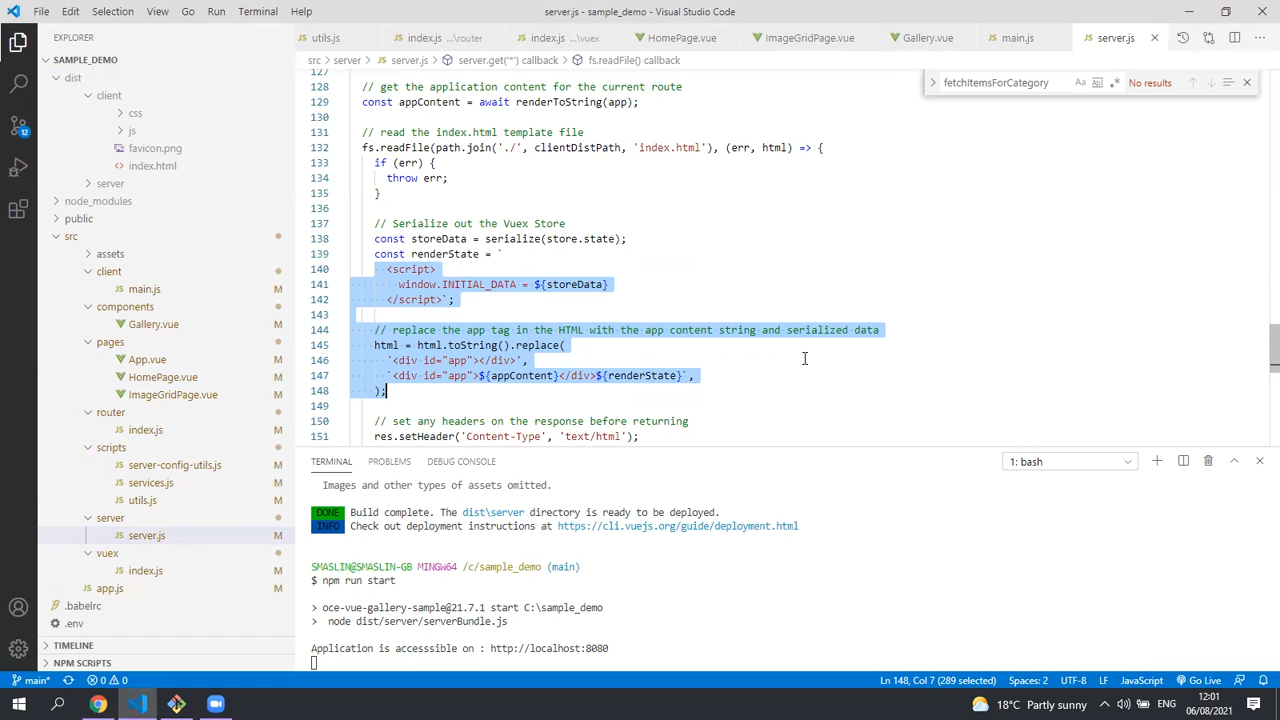 File Edit Selection View Go Run Terminal Help server.js - sample_demo - Visual Studio Code
EXPLORER
SAMPLE_DEMO
dist
client
css
js
favicon.png
index.html
server
node_modules
public
src
assets
client
main.js M
components
Gallery.vue M
pages
App.vue M
HomePage.vue M
ImageGridPage.vue M
router
index.js M
scripts
server-config-utils.js M
services.js M
utils.js M
server
server.js M
vuex
index.js M
app.js M
.babelrc
.env
TIMELINE
NPM SCRIPTS
12
JS utils.js JS index.js ...\router JS index.js ...\vuex HomePage.vue ImageGridPage.vue Gallery.vue JS main.js JS server.js
src > server > JS server.js > server.get('*') callback > fs.readFile() callback
fetchItemsForCategory Aa Abl No results
127
128 // get the application content for the current route
129 const appContent = await renderToString(app);
130
131 // read the index.html template file
132 fs.readFile(path.join('./', clientDistPath, 'index.html'), (err, html) => {
133 if (err) {
134 throw err;
135 }
136
137 // Serialize out the Vuex Store
138 const storeData = serialize(store.state);
139 const renderState = `
140 <script>
141 window.INITIAL_DATA = ${storeData}
142 </script>`;
143
144 // replace the app tag in the HTML with the app content string and serialized data
145 html = html.toString().replace(
146 '<div id="app"></div>',
147 `<div id="app">${appContent}</div>${renderState}`,
148 );
149
150 // set any headers on the response before returning
151 res.setHeader('Content-Type', 'text/html');
TERMINAL PROBLEMS DEBUG CONSOLE 1: bash
Images and other types of assets omitted.
DONE Build complete. The dist\server directory is ready to be deployed.
INFO Check out deployment instructions at https://cli.vuejs.org/guide/deployment.html
SMASLIN@SMASLIN-GB MINGW64 /c/sample_demo (main)
$ npm run start
> oce-vue-gallery-sample@21.7.1 start C:\sample_demo
> node dist/server/serverBundle.js
Application is accesssible on : http://localhost:8080
main* 0 0 Ln 148, Col 7 (289 selected) Spaces: 2 UTF-8 LF JavaScript Go Live
18°C Partly sunny ENG 12:01
06/08/2021